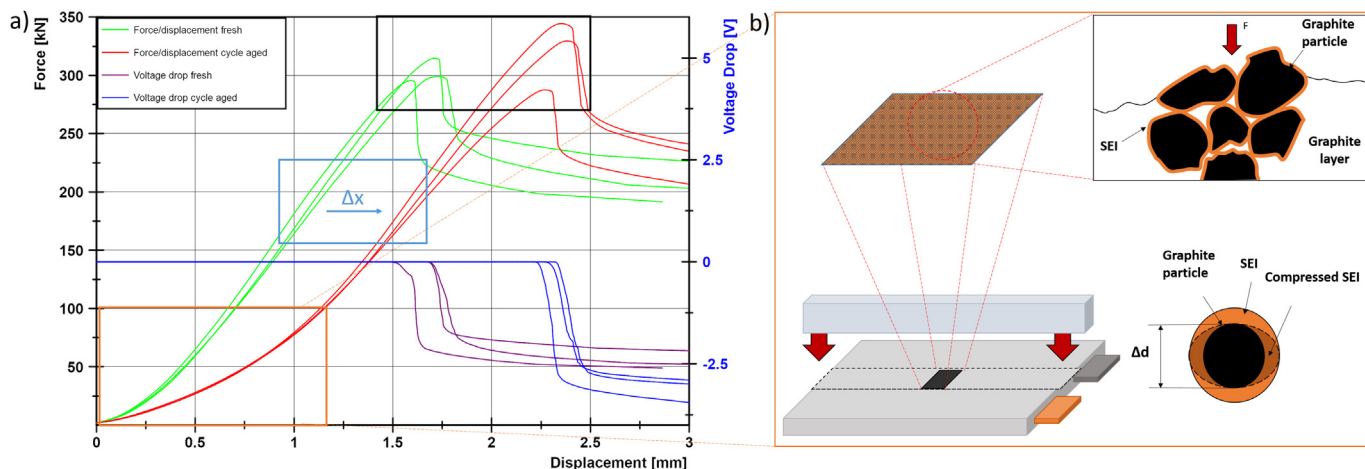 a)
Force [kN]
350
300
250
200
150
100
50
Force/displacement fresh
Force/displacement cycle aged
Voltage drop fresh
Voltage drop cycle aged
Δx
5
2.5
0
-2.5
Voltage Drop [V]
0
0.5
1
1.5
2
2.5
3
Displacement [mm]
b)
F
Graphite
particle
SEI
Graphite
layer
Graphite
particle
SEI
Compressed SEI
Δd